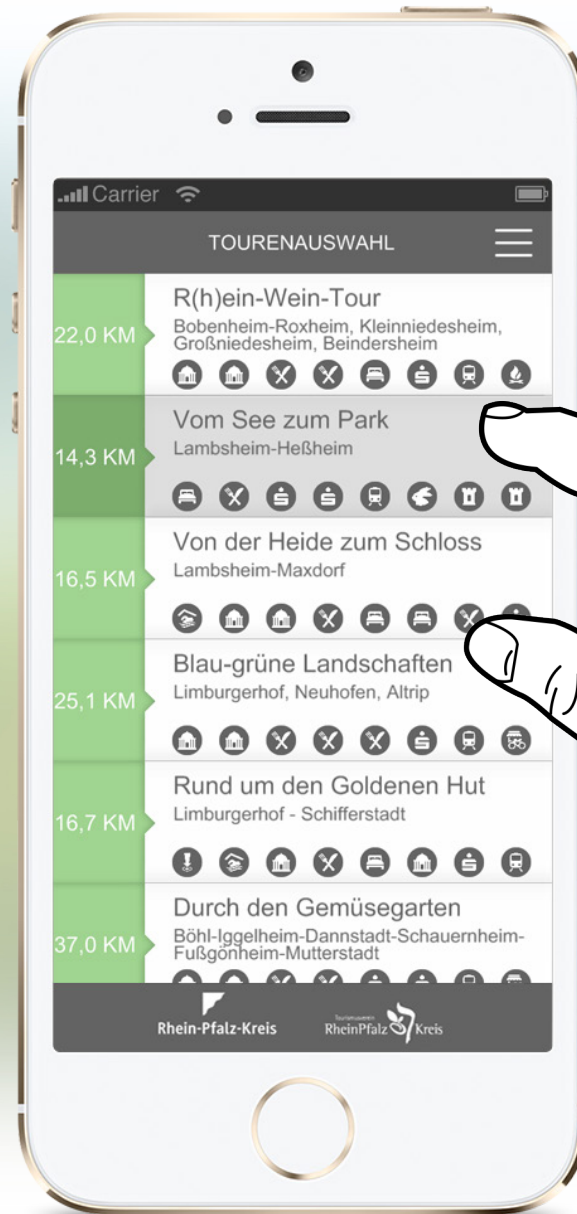 Carrier
TOURENAUSWAHL
22,0 KM
R(h)ein-Wein-Tour
Bobenheim-Roxheim, Kleinniedesheim,
Großniedesheim, Beindersheim
14,3 KM
Vom See zum Park
Lambsheim-Heßheim
16,5 KM
Von der Heide zum Schloss
Lambsheim-Maxdorf
25,1 KM
Blau-grüne Landschaften
Limburgerhof, Neuhofen, Altrip
16,7 KM
Rund um den Goldenen Hut
Limburgerhof - Schifferstadt
37,0 KM
Durch den Gemüsegarten
Böhl-Iggelheim-Dannstadt-Schauernheim-
Fußgönheim-Mutterstadt
Rhein-Pfalz-Kreis
Tourismusverein
RheinPfalz Kreis